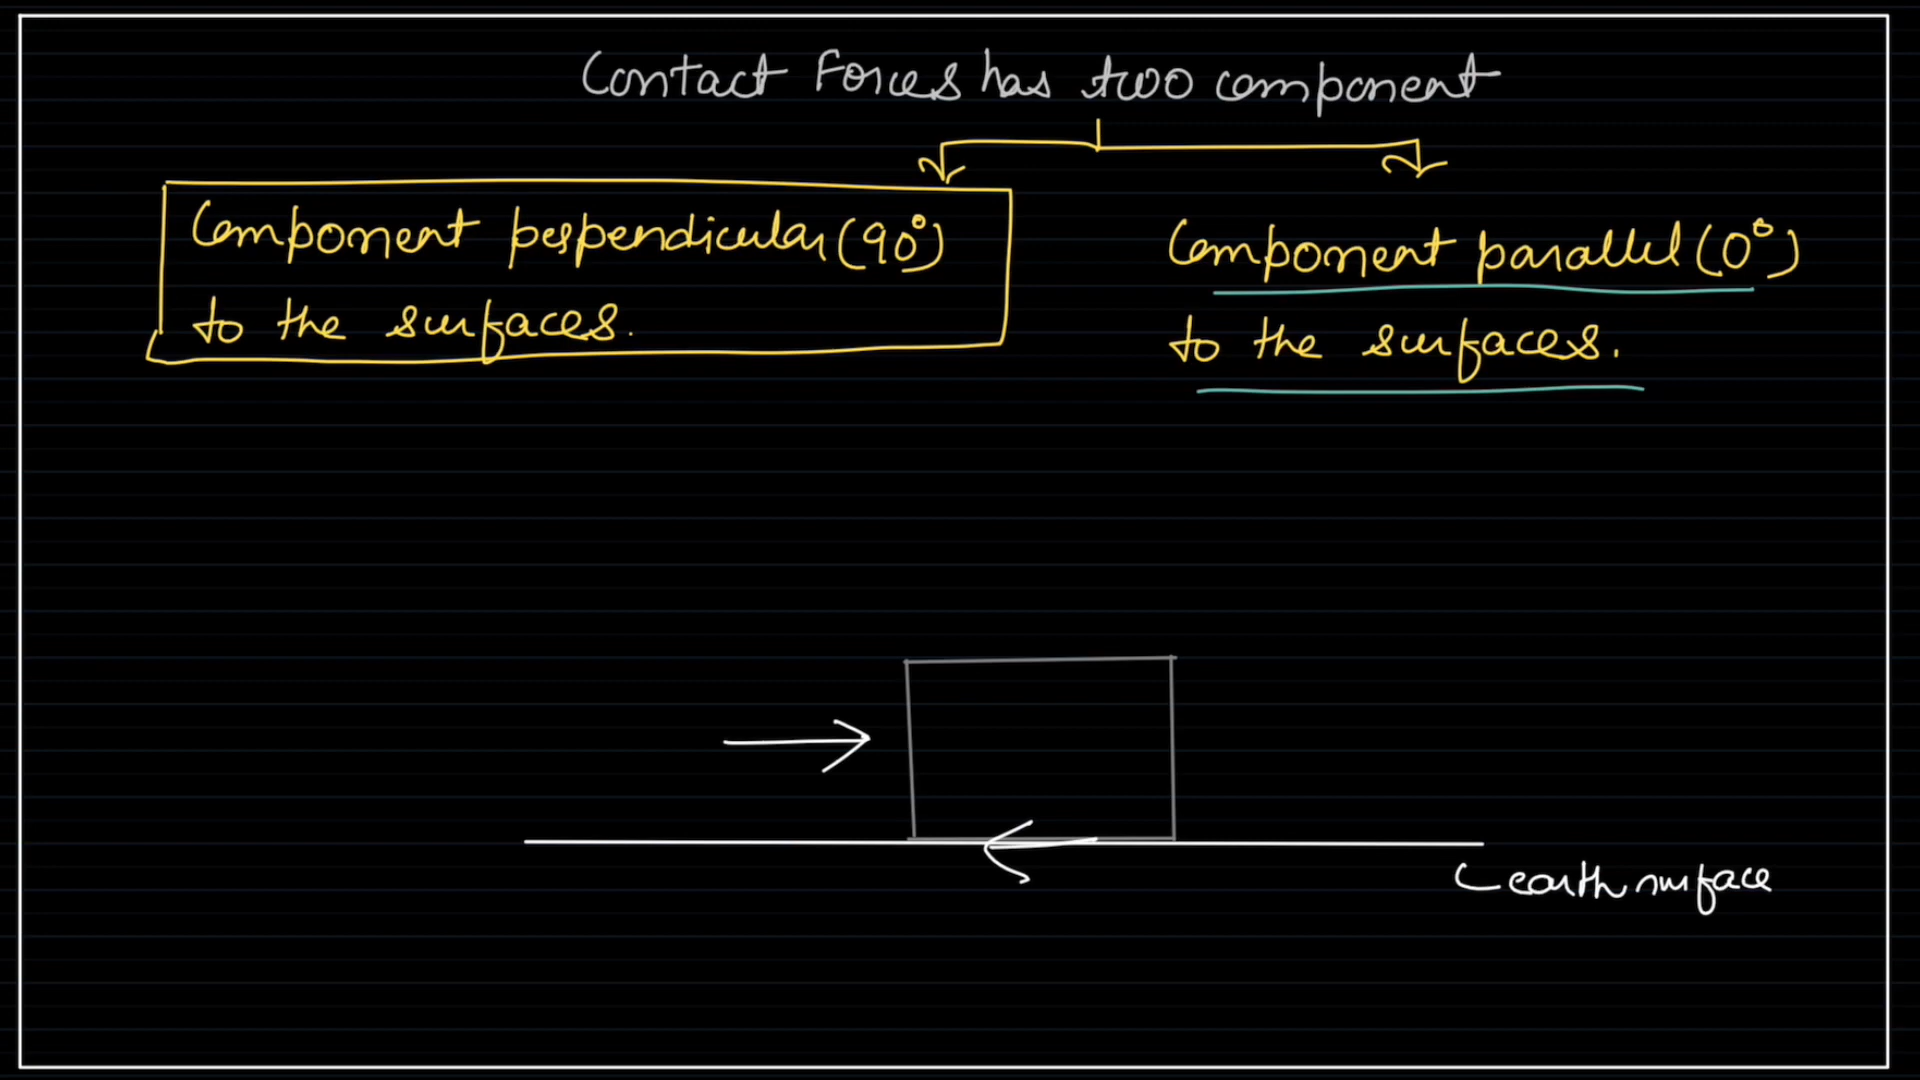 Contact Forces has two component
Component perpendicular (90°)
to the surfaces.
Component parallel (0°)
to the surfaces.
earth surface